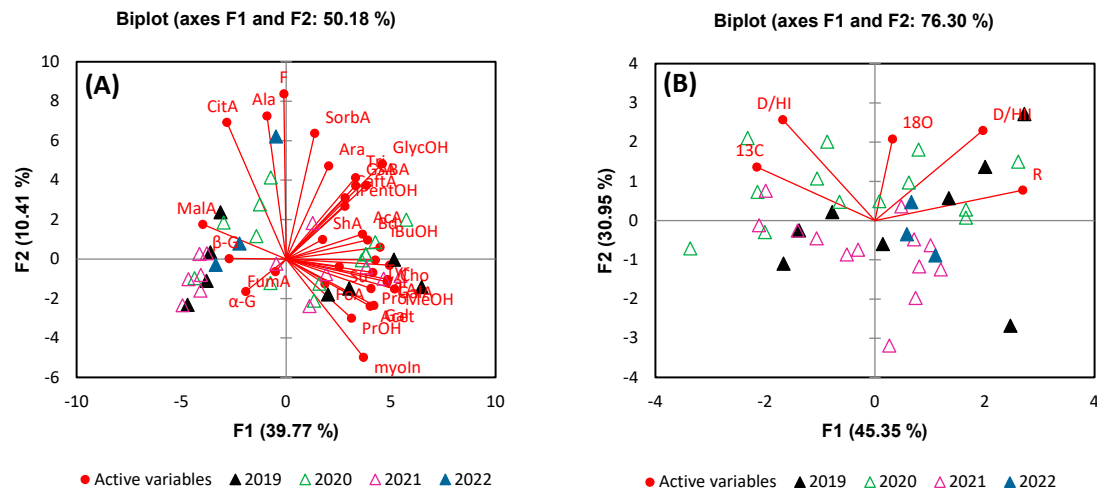 Biplot (axes F1 and F2: 50.18 %)
(A)
F2 (10.41 %)
10
8
6
4
2
0
-2
-4
-6
-10
-5
0
5
10
F
CitA
Ala
SorbA
GlycOH
Ara
Tri
iPentOH
MalA
AcA
ShA
iBuOH
β-G
FumA
Cho
α-G
MeOH
PrOH
myoIn
F1 (39.77 %)
Active variables 2019 2020 2021 2022
Biplot (axes F1 and F2: 76.30 %)
(B)
F2 (30.95 %)
4
3
2
1
0
-1
-2
-3
-4
-4
-2
0
2
4
D/HI
18O
D/HII
13C
R
F1 (45.35 %)
Active variables 2019 2020 2021 2022